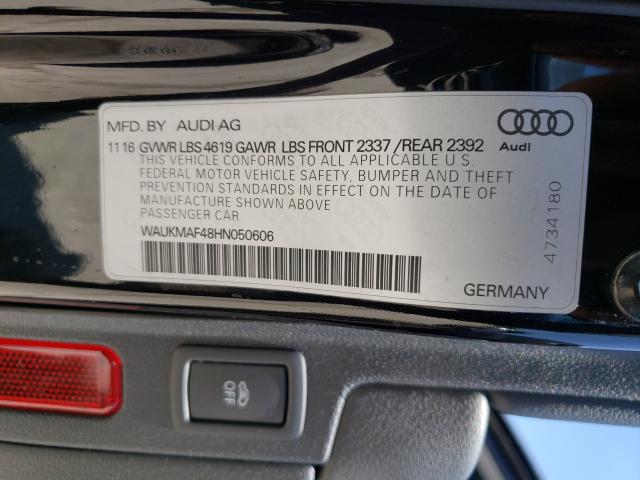 MFD. BY AUDI AG
11 16 GVWR LBS 4619 GAWR LBS FRONT 2337 /REAR 2392
THIS VEHICLE CONFORMS TO ALL APPLICABLE U.S.
FEDERAL MOTOR VEHICLE SAFETY, BUMPER AND THEFT
PREVENTION STANDARDS IN EFFECT ON THE DATE OF
MANUFACTURE SHOWN ABOVE
PASSENGER CAR
WAUKMAF48HN050606
Audi
4734180
GERMANY
OFF